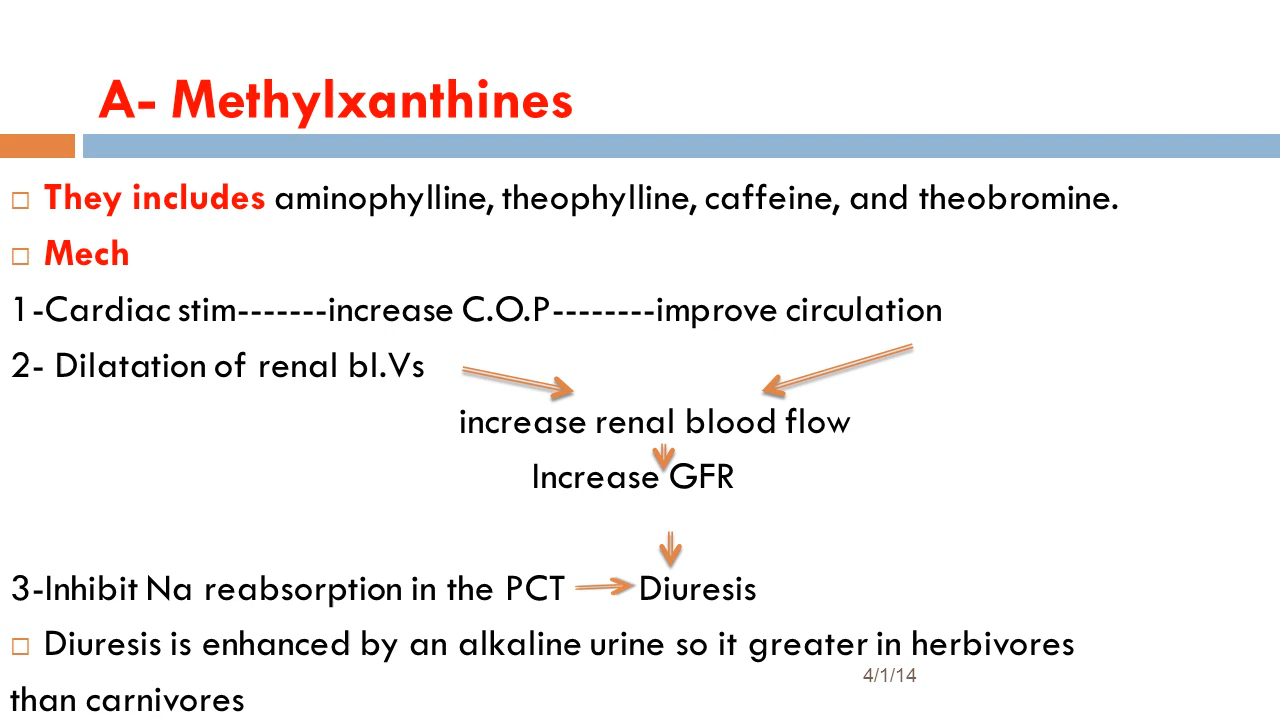 A- Methylxanthines
They includes aminophylline, theophylline, caffeine, and theobromine.
Mech
1-Cardiac stim-------increase C.O.P--------improve circulation
2- Dilatation of renal bl.Vs
increase renal blood flow
Increase GFR
3-Inhibit Na reabsorption in the PCT Diuresis
Diuresis is enhanced by an alkaline urine so it greater in herbivores
4/1/14
than carnivores